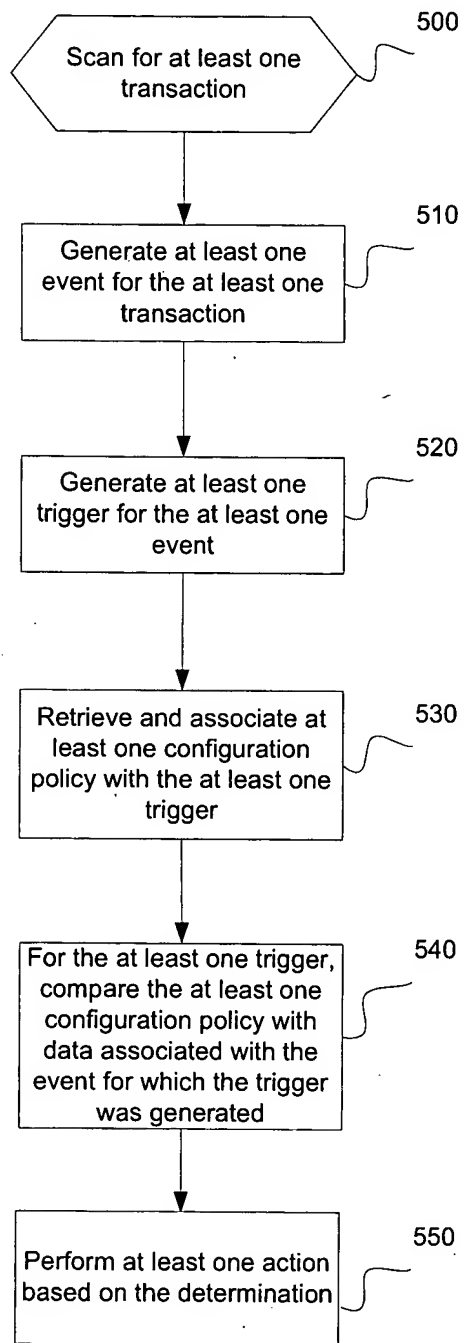 500
Scan for at least one
transaction
510
Generate at least one
event for the at least one
transaction
520
Generate at least one
trigger for the at least one
event
530
Retrieve and associate at
least one configuration
policy with the at least one
trigger
540
For the at least one trigger,
compare the at least one
configuration policy with
data associated with the
event for which the trigger
was generated
550
Perform at least one action
based on the determination